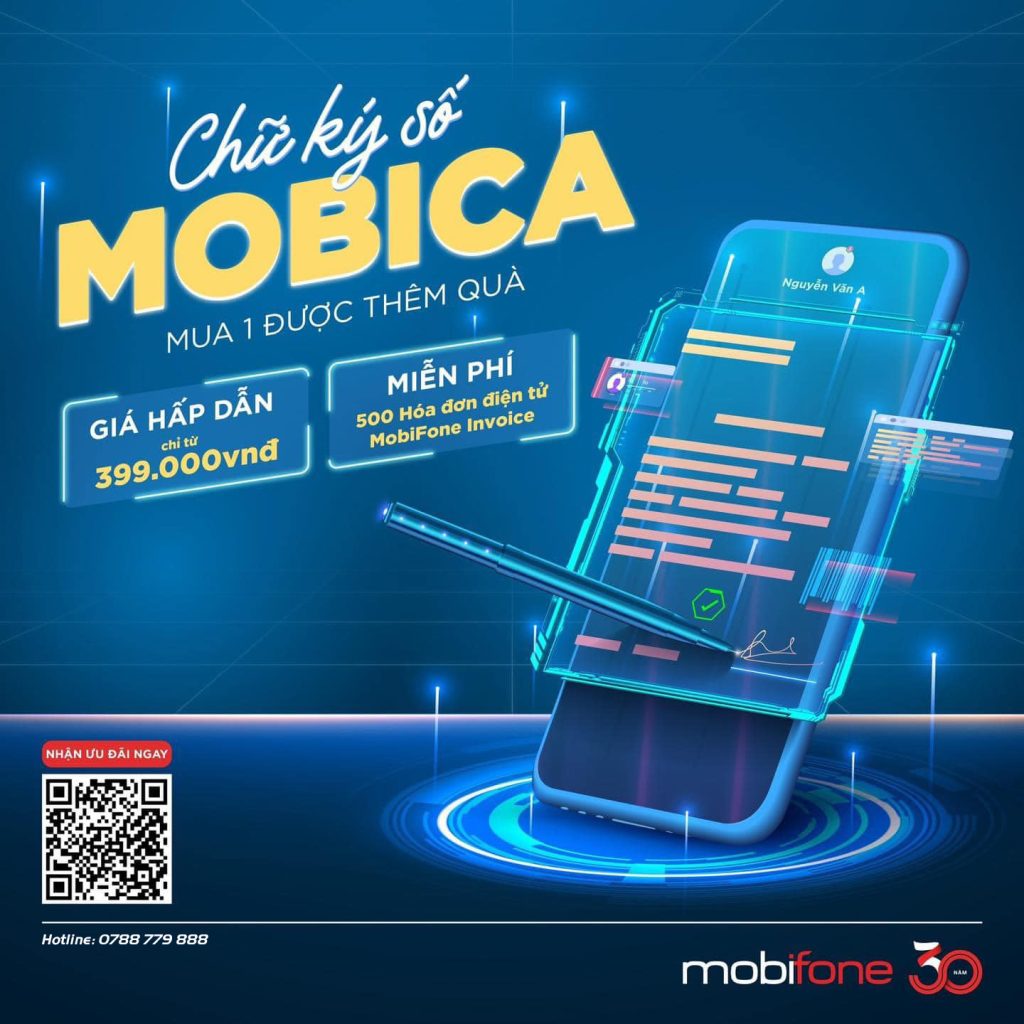 Chữ ký số
MOBICA
MUA 1 ĐƯỢC THÊM QUÀ
GIÁ HẤP DẪN
chỉ từ
399.000vnđ
MIỄN PHÍ
500 Hóa đơn điện tử
MobiFone Invoice
Nguyễn Văn A
NHẬN ƯU ĐÃI NGAY
Hotline: 0788 779 888
mobifone 30
NĂM